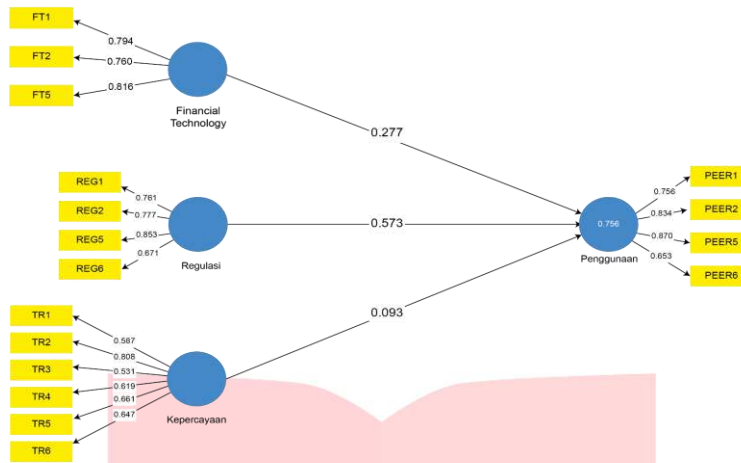 FT1
0.794
FT2
0.760
FT5
0.816
Financial
Technology
0.277
REG1
0.761
REG2
0.777
REG5
0.853
REG6
0.671
Regulasi
0.573
TR1
0.587
TR2
0.808
TR3
0.531
TR4
0.619
TR5
0.661
TR6
0.647
Kepercayaan
0.093
0.756
Penggunaan
PEER1
0.756
PEER2
0.834
PEER5
0.870
PEER6
0.653